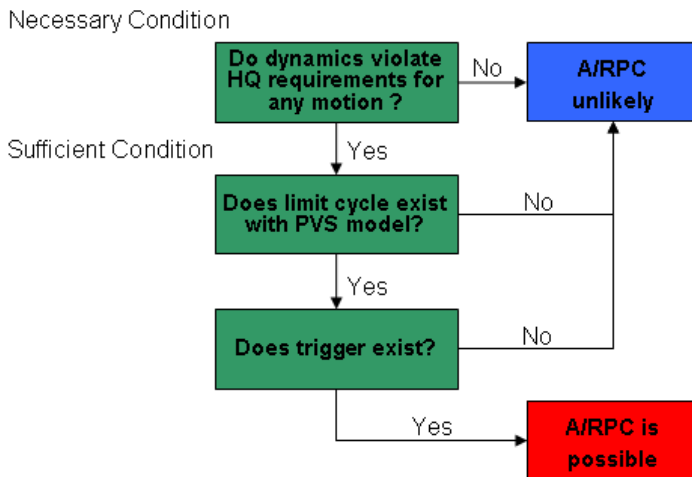 Necessary Condition
Do dynamics violate
HQ requirements for
any motion ?
No
A/RPC
unlikely
Yes
Sufficient Condition
Does limit cycle exist
with PVS model?
No
Yes
Does trigger exist?
No
Yes
A/RPC is
possible